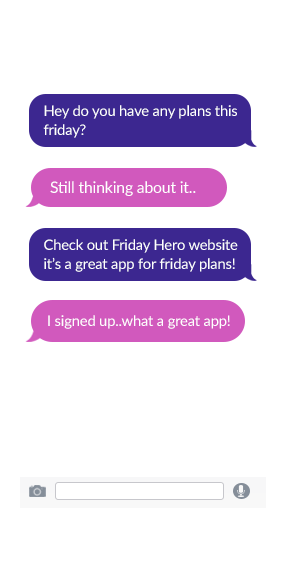 Hey do you have any plans this
friday?
Still thinking about it..
Check out Friday Hero website
it's a great app for friday plans!
I signed up..what a great app!